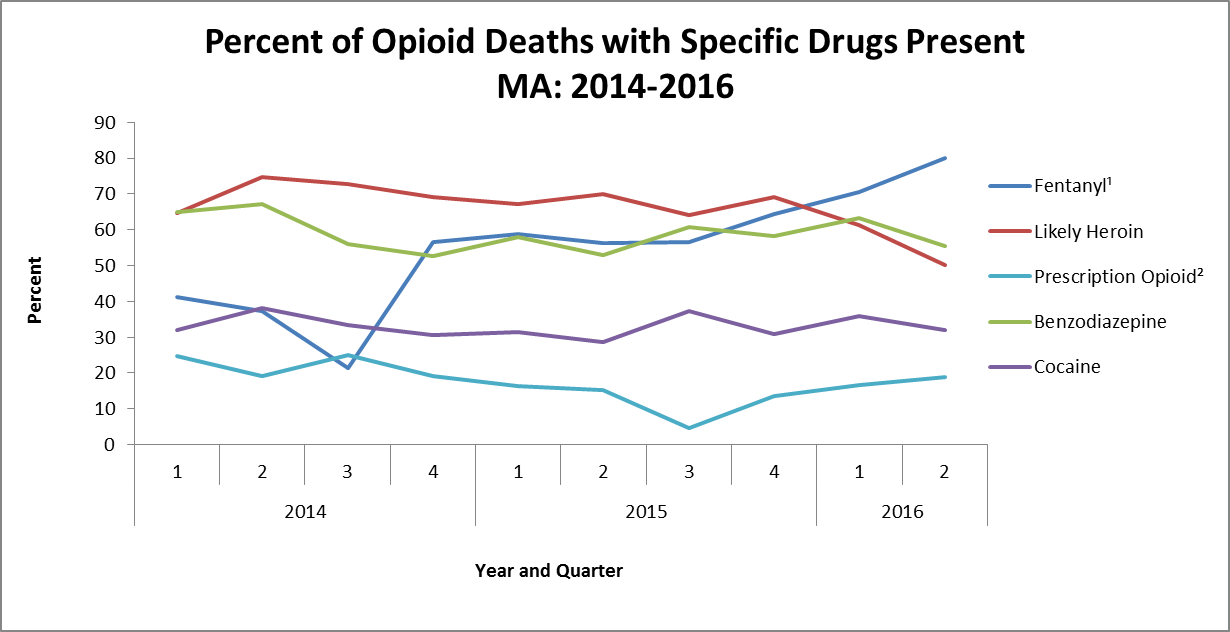 Percent of Opioid Deaths with Specific Drugs Present
MA: 2014-2016
90
80
70
60
50
40
30
20
10
0
Percent
1 2 3 4 1 2 3 4 1 2
2014 2015 2016
Year and Quarter
Fentanyl¹
Likely Heroin
Prescription Opioid²
Benzodiazepine
Cocaine